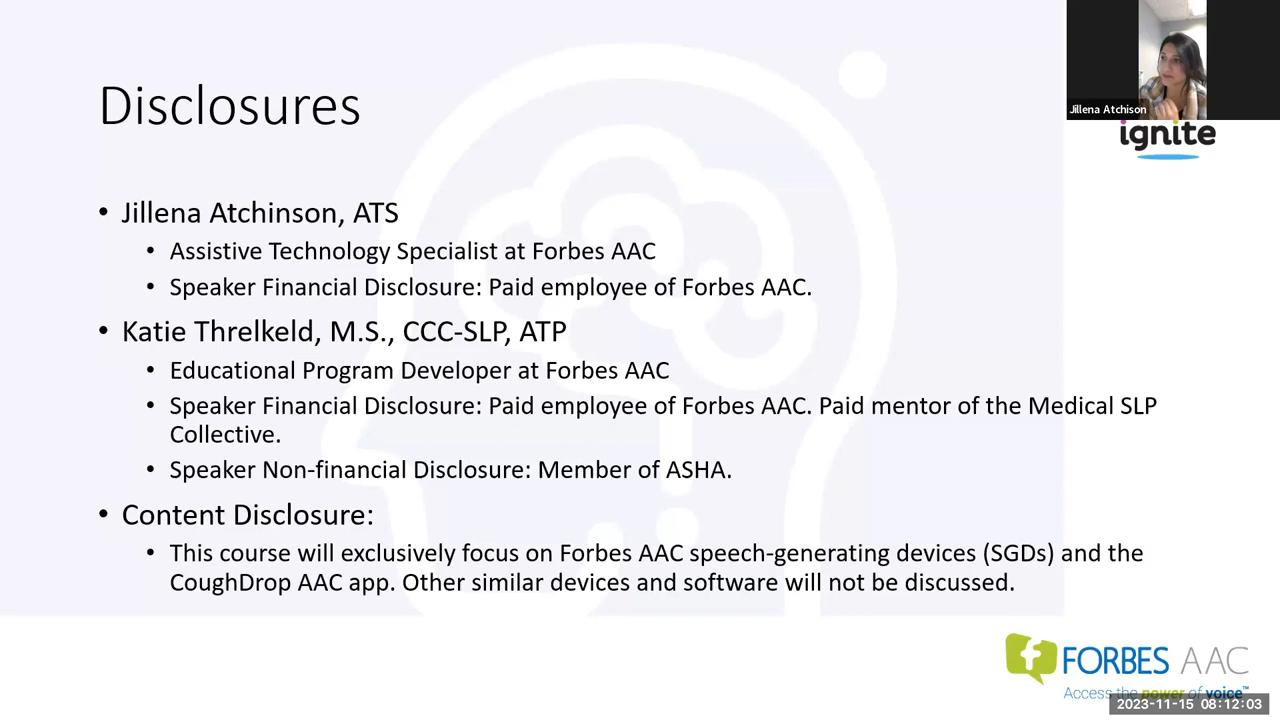 Disclosures
Jillena Atchison
ignite
• Jillena Atchinson, ATS
• Assistive Technology Specialist at Forbes AAC
• Speaker Financial Disclosure: Paid employee of Forbes AAC.
• Katie Threlkeld, M.S., CCC-SLP, ATP
• Educational Program Developer at Forbes AAC
• Speaker Financial Disclosure: Paid employee of Forbes AAC. Paid mentor of the Medical SLP
Collective.
• Speaker Non-financial Disclosure: Member of ASHA.
• Content Disclosure:
• This course will exclusively focus on Forbes AAC speech-generating devices (SGDs) and the
CoughDrop AAC app. Other similar devices and software will not be discussed.
f FORBES AAC
Access the power of voice™
2023-11-15 08:12:03